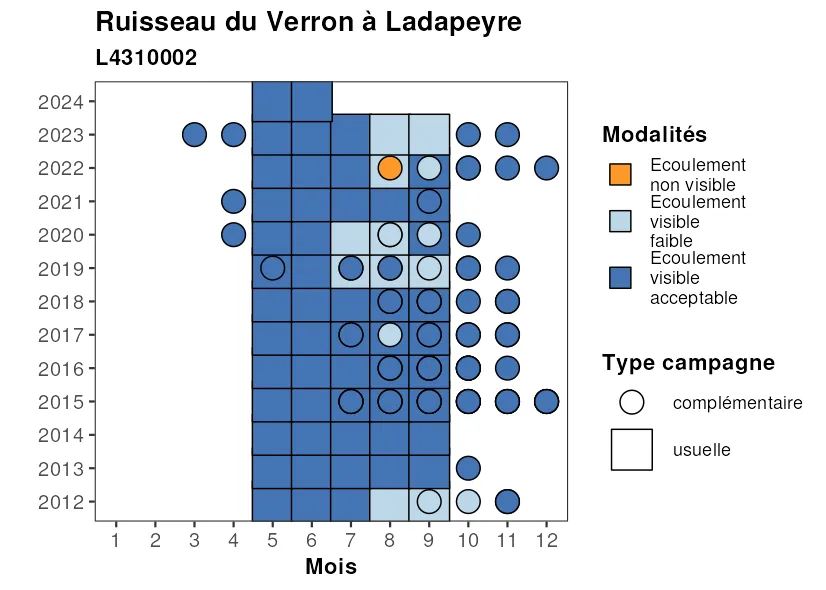 Ruisseau du Verron à Ladapeyre
L4310002
2024
2023
2022
2021
2020
2019
2018
2017
2016
2015
2014
2013
2012
1 2 3 4 5 6 7 8 9 10 11 12
Mois
Modalités
Ecoulement
non visible
Ecoulement
visible
faible
Ecoulement
visible
acceptable
Type campagne
complémentaire
usuelle